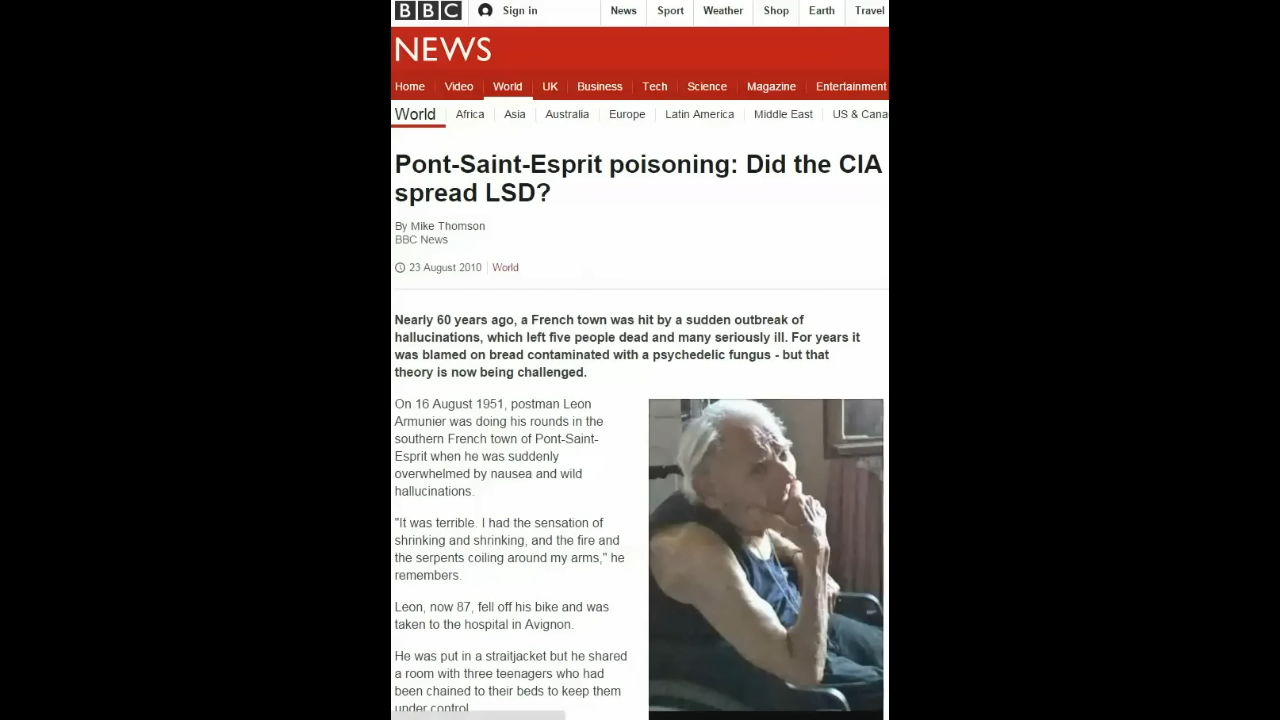 BBC Sign in News Sport Weather Shop Earth Travel
NEWS
Home Video World UK Business Tech Science Magazine Entertainment
World Africa Asia Australia Europe Latin America Middle East US & Cana
Pont-Saint-Esprit poisoning: Did the CIA
spread LSD?
By Mike Thomson
BBC News
23 August 2010 World
Nearly 60 years ago, a French town was hit by a sudden outbreak of
hallucinations, which left five people dead and many seriously ill. For years it
was blamed on bread contaminated with a psychedelic fungus - but that
theory is now being challenged.
On 16 August 1951, postman Leon
Armunier was doing his rounds in the
southern French town of Pont-Saint-
Esprit when he was suddenly
overwhelmed by nausea and wild
hallucinations.
"It was terrible. I had the sensation of
shrinking and shrinking, and the fire and
the serpents coiling around my arms," he
remembers.
Leon, now 87, fell off his bike and was
taken to the hospital in Avignon.
He was put in a straitjacket but he shared
a room with three teenagers who had
been chained to their beds to keep them
under control.